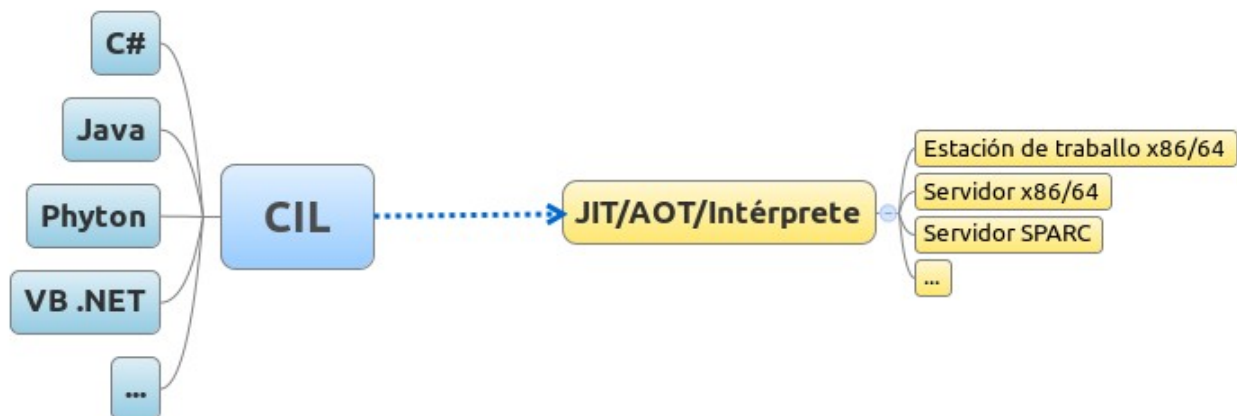 C#
Java
Phyton
VB .NET
...
CIL
JIT/AOT/Intérprete
Estación de traballo x86/64
Servidor x86/64
Servidor SPARC
...